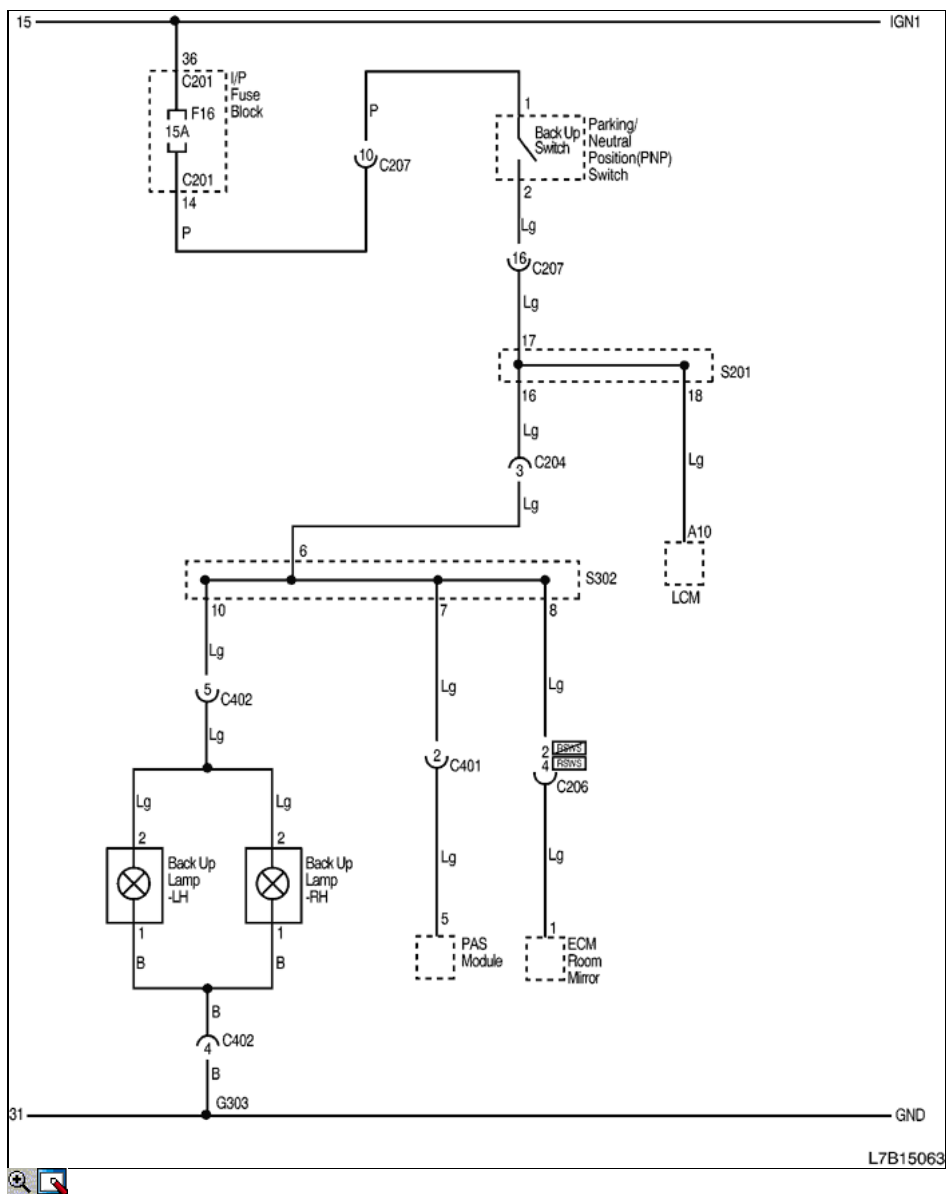 15
IGN1
36
C201
I/P
Fuse
Block
F16
15A
C201
14
P
P
10
C207
1
Back Up
Switch
Parking/
Neutral
Position(PNP)
Switch
2
Lg
16
C207
Lg
17
S201
16
18
Lg
Lg
C204
3
Lg
A10
LCM
6
S302
10
7
8
Lg
Lg
Lg
5
C402
Lg
2
C401
2 RSWS
4 RSWS
C206
Lg
Lg
Lg
Lg
2
2
Back Up
Lamp
-LH
Back Up
Lamp
-RH
1
1
B
B
5
PAS
Module
1
ECM
Room
Mirror
B
C402
4
B
G303
31
GND
L7B15063